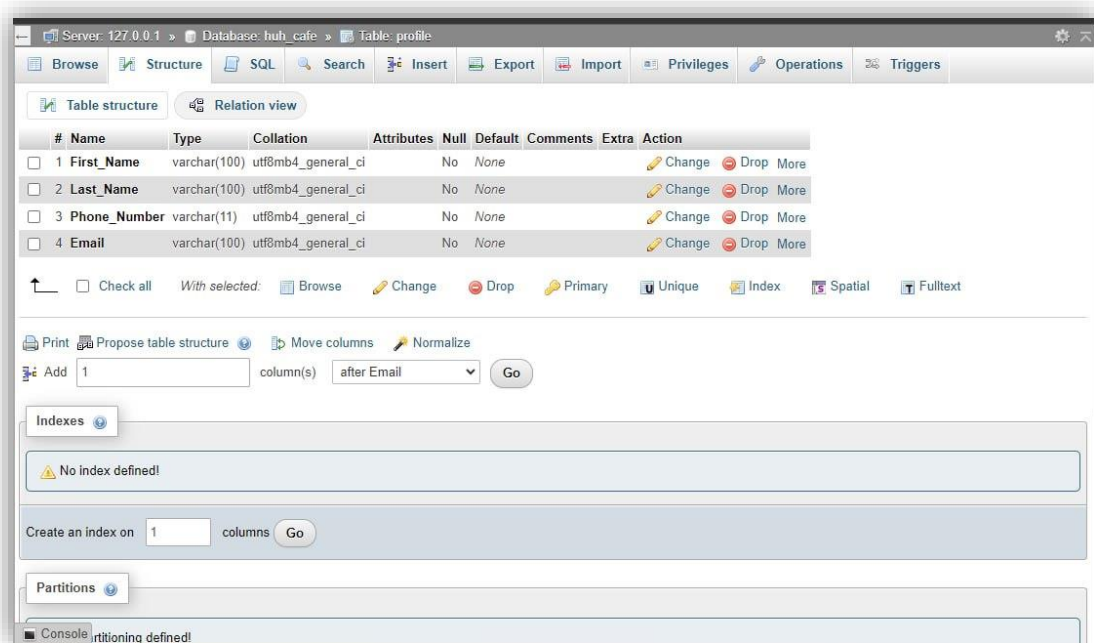 Server: 127.0.0.1 » Database: huh_cafe » Table: profile
Browse Structure SQL Search Insert Export Import Privileges Operations Triggers
Table structure Relation view
# Name Type Collation Attributes Null Default Comments Extra Action
1 First_Name varchar(100) utf8mb4_general_ci No None Change Drop More
2 Last_Name varchar(100) utf8mb4_general_ci No None Change Drop More
3 Phone_Number varchar(11) utf8mb4_general_ci No None Change Drop More
4 Email varchar(100) utf8mb4_general_ci No None Change Drop More
Check all With selected: Browse Change Drop Primary Unique Index Spatial Fulltext
Print Propose table structure Move columns Normalize
Add 1 column(s) after Email Go
Indexes
No index defined!
Create an index on 1 columns Go
Partitions
Console rtitioning defined!